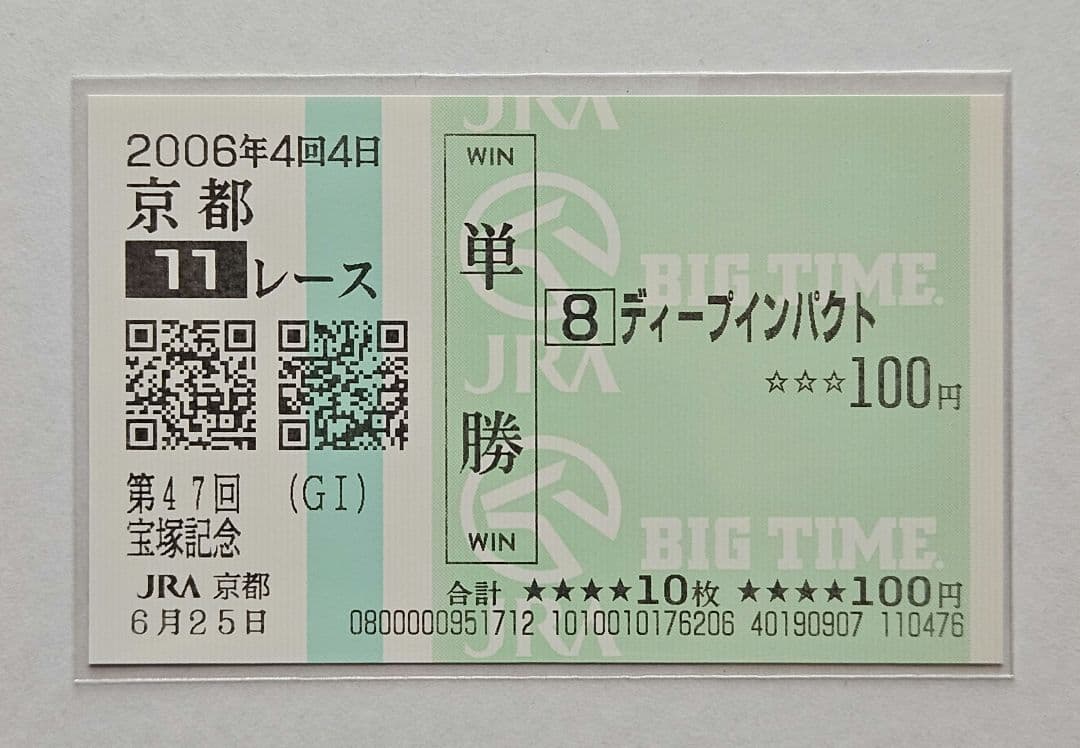 2006年4回4日
京都
11レース
第47回 (GI)
宝塚記念
JRA 京都
6月25日
WIN
単勝
WIN
8 ディープインパクト
☆☆☆100円
合計 ★★★★10枚 ★★★★100円
0800000951712 1010010176206 40190907 110476
JRA
BIG TIME.
JRA
BIG TIME.
JRA